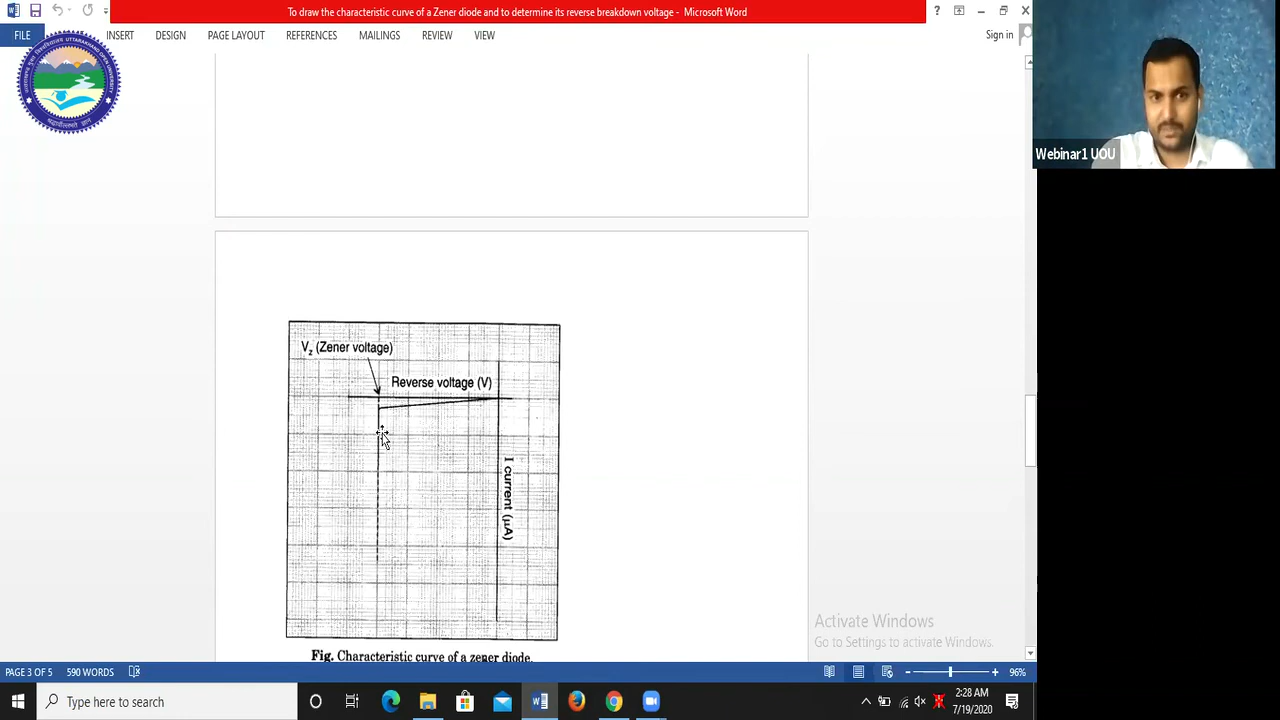 To draw the characteristic curve of a Zener diode and to determine its reverse breakdown voltage - Microsoft Word
Sign in
FILE
INSERT
DESIGN
PAGE LAYOUT
REFERENCES
MAILINGS
REVIEW
VIEW
Webinar1 UOU
Vz (Zener voltage)
Reverse voltage (V)
I current (μA)
Fig. Characteristic curve of a zener diode.
Activate Windows
Go to Settings to activate Windows.
PAGE 3 OF 5
590 WORDS
96%
Type here to search
2:28 AM
7/19/2020